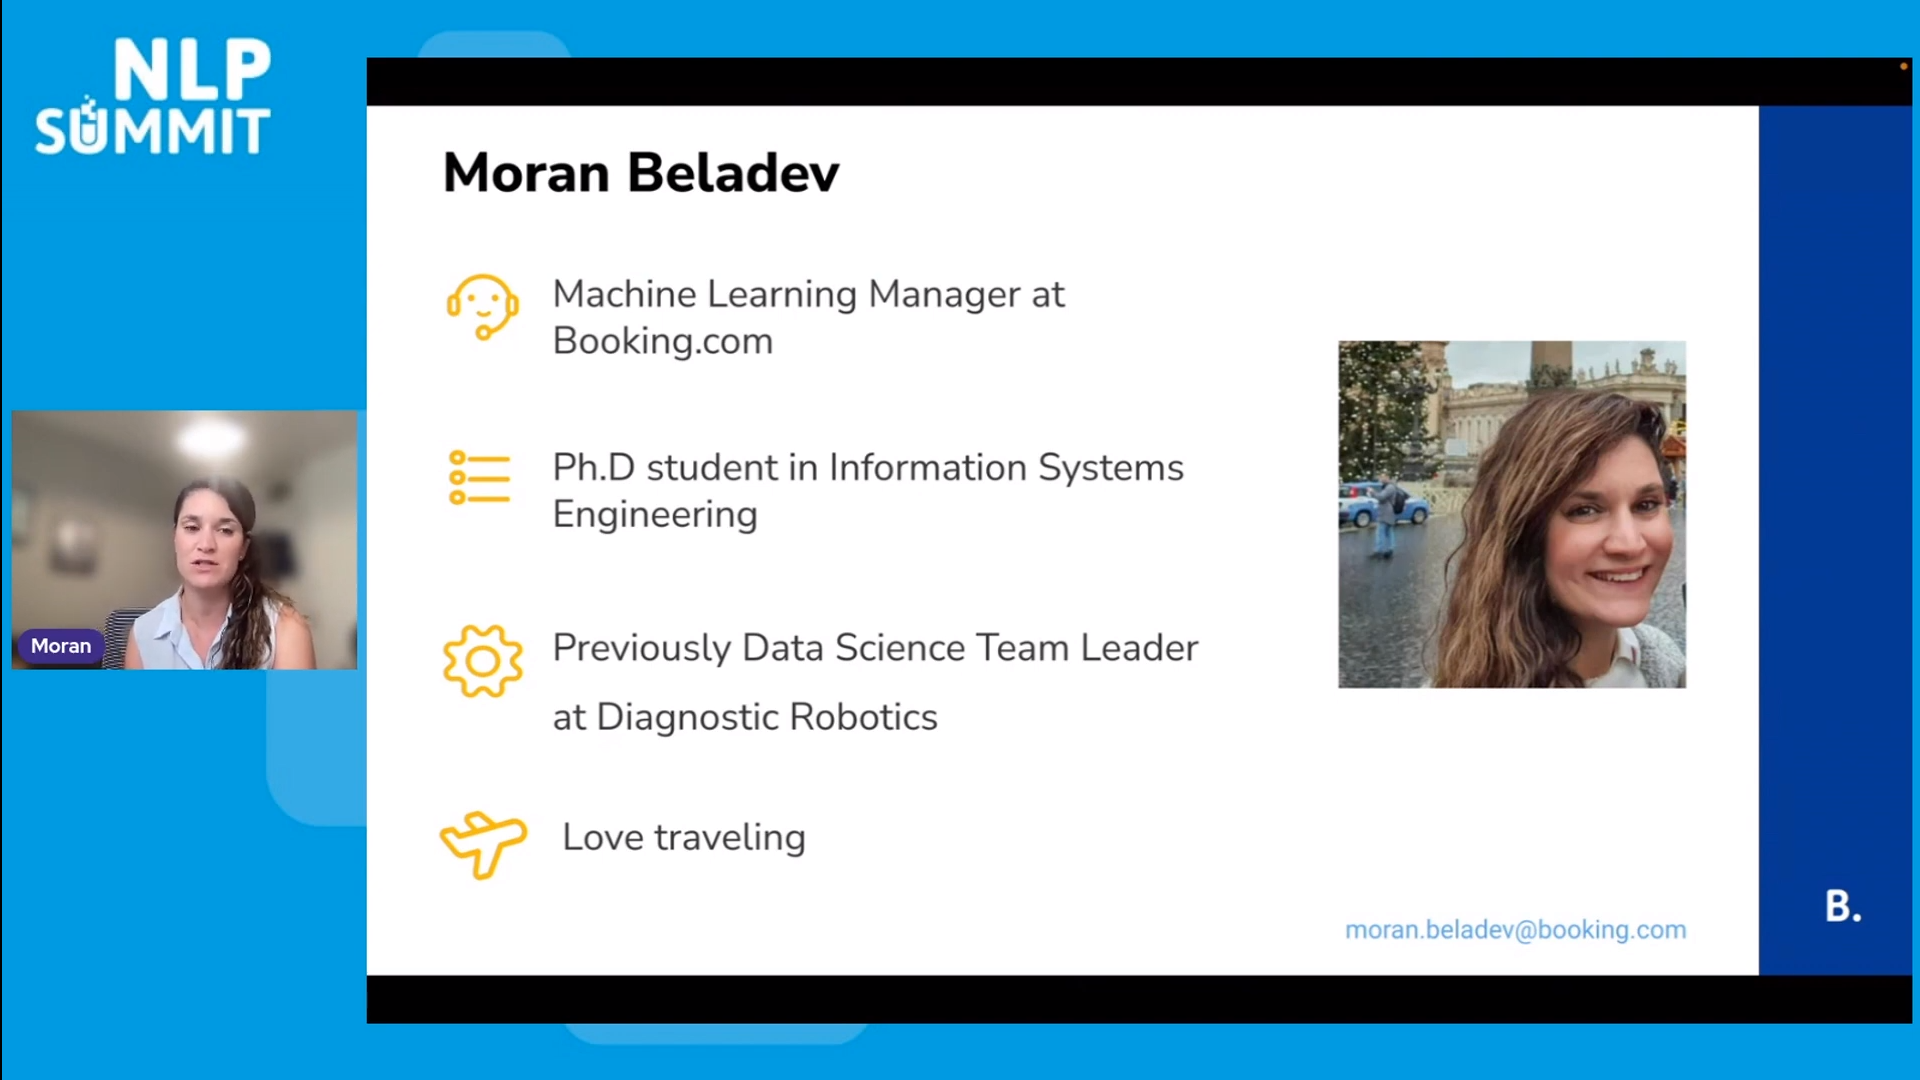 NLP
SUMMIT
Moran Beladev
Machine Learning Manager at
Booking.com
Ph.D student in Information Systems
Engineering
Moran
Previously Data Science Team Leader
at Diagnostic Robotics
Love traveling
B.
moran.beladev@booking.com